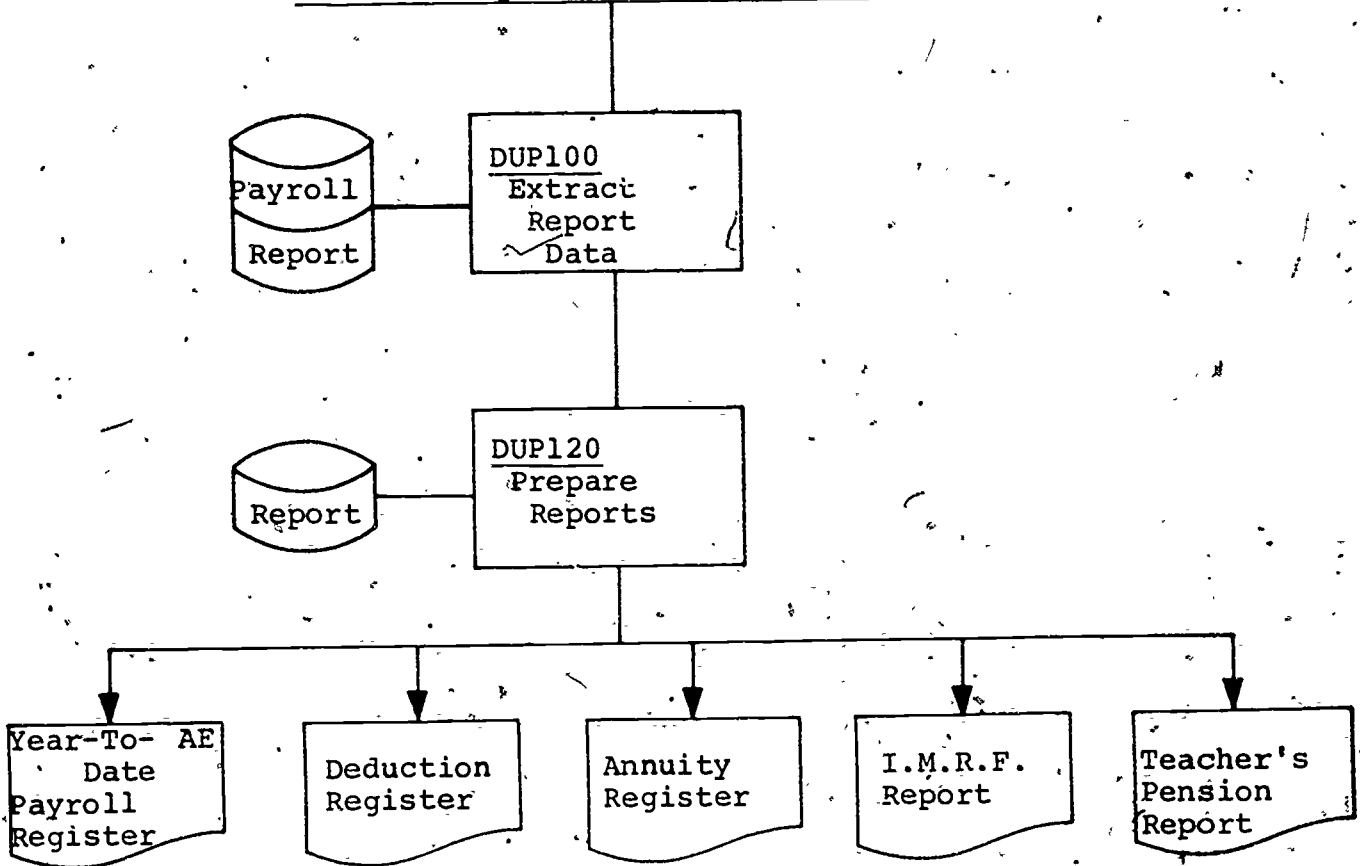 DUP100
Extract
Payroll
Report
Report
Data
DUP120
Prepare
Report
Reports
Year-To- AE
Date
Payroll
Register
Deduction
Register
Annuity
Register
I.M.R.F.
Report
Teacher's
Pension
Report